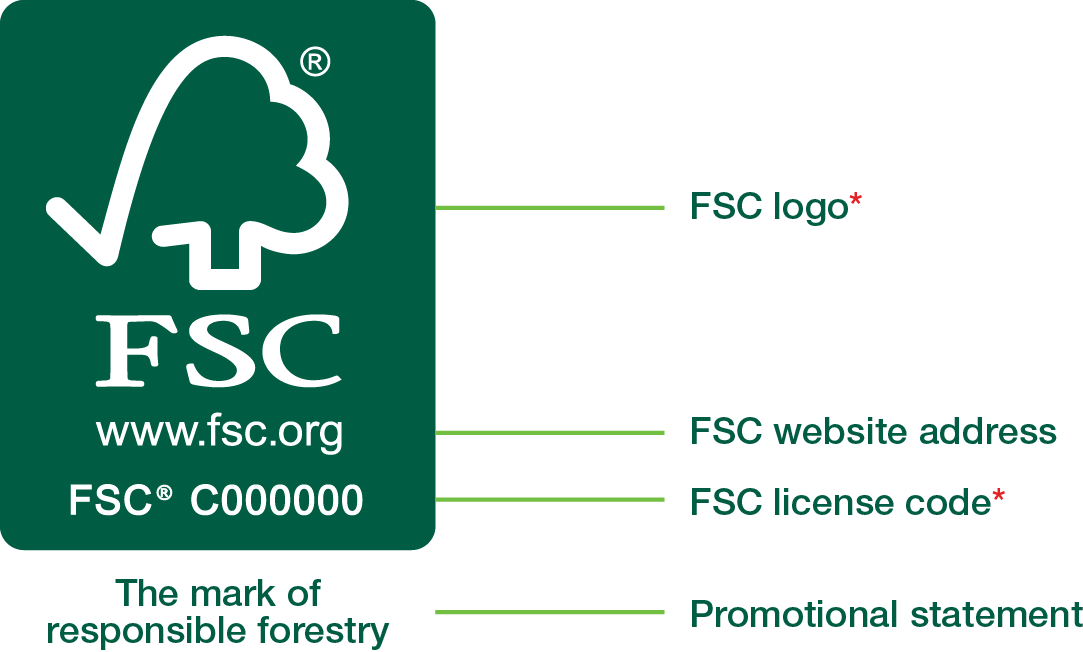 ®
FSC logo*
FSC
www.fsc.org
FSC website address
FSC® C000000
FSC license code*
The mark of
responsible forestry
Promotional statement